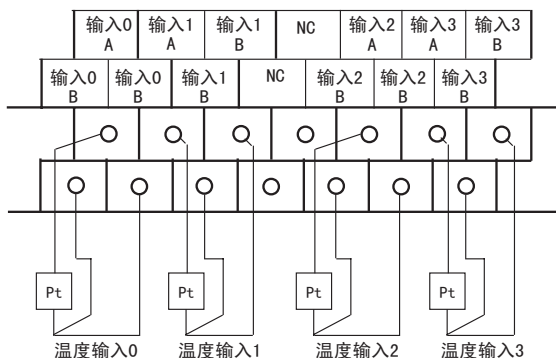 输入0 输入1 输入1 NC 输入2 输入3 输入3
A A B A A B
输入0 输入0 输入1 NC 输入2 输入2 输入3
B B B B B B
Pt Pt Pt Pt
温度输入0 温度输入1 温度输入2 温度输入3